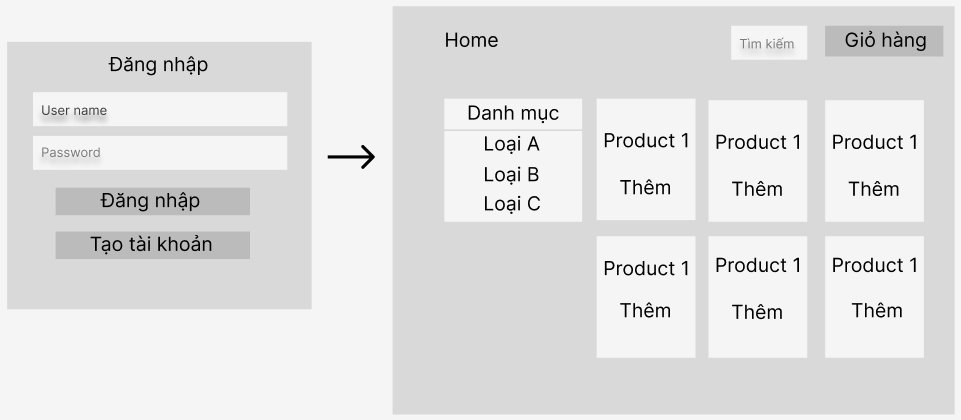 Đăng nhập
User name
Password
Đăng nhập
Tạo tài khoản
Home
Tìm kiếm
Giỏ hàng
Danh mục
Loại A
Loại B
Loại C
Product 1
Thêm
Product 1
Thêm
Product 1
Thêm
Product 1
Thêm
Product 1
Thêm
Product 1
Thêm